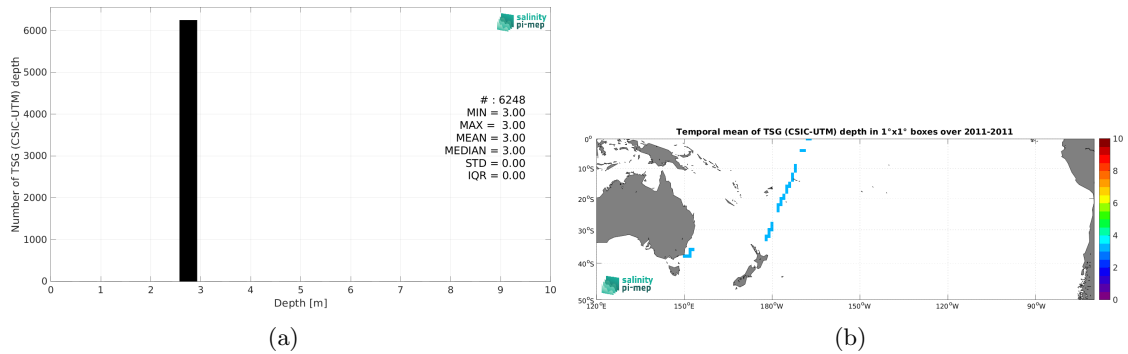 salinity
pi-mep
6000
5000
4000
3000
2000
1000
0
Number of TSG (CSIC-UTM) depth
# : 6248
MIN = 3.00
MAX = 3.00
MEAN = 3.00
MEDIAN = 3.00
STD = 0.00
IQR = 0.00
0 1 2 3 4 5 6 7 8 9 10
Depth [m]
(a)
Temporal mean of TSG (CSIC-UTM) depth in 1°x1° boxes over 2011-2011
0°
10°S
20°S
30°S
40°S
50°S
120°E 150°E 180°W 150°W 120°W 90°W
10
8
6
4
2
0
salinity
pi-mep
(b)